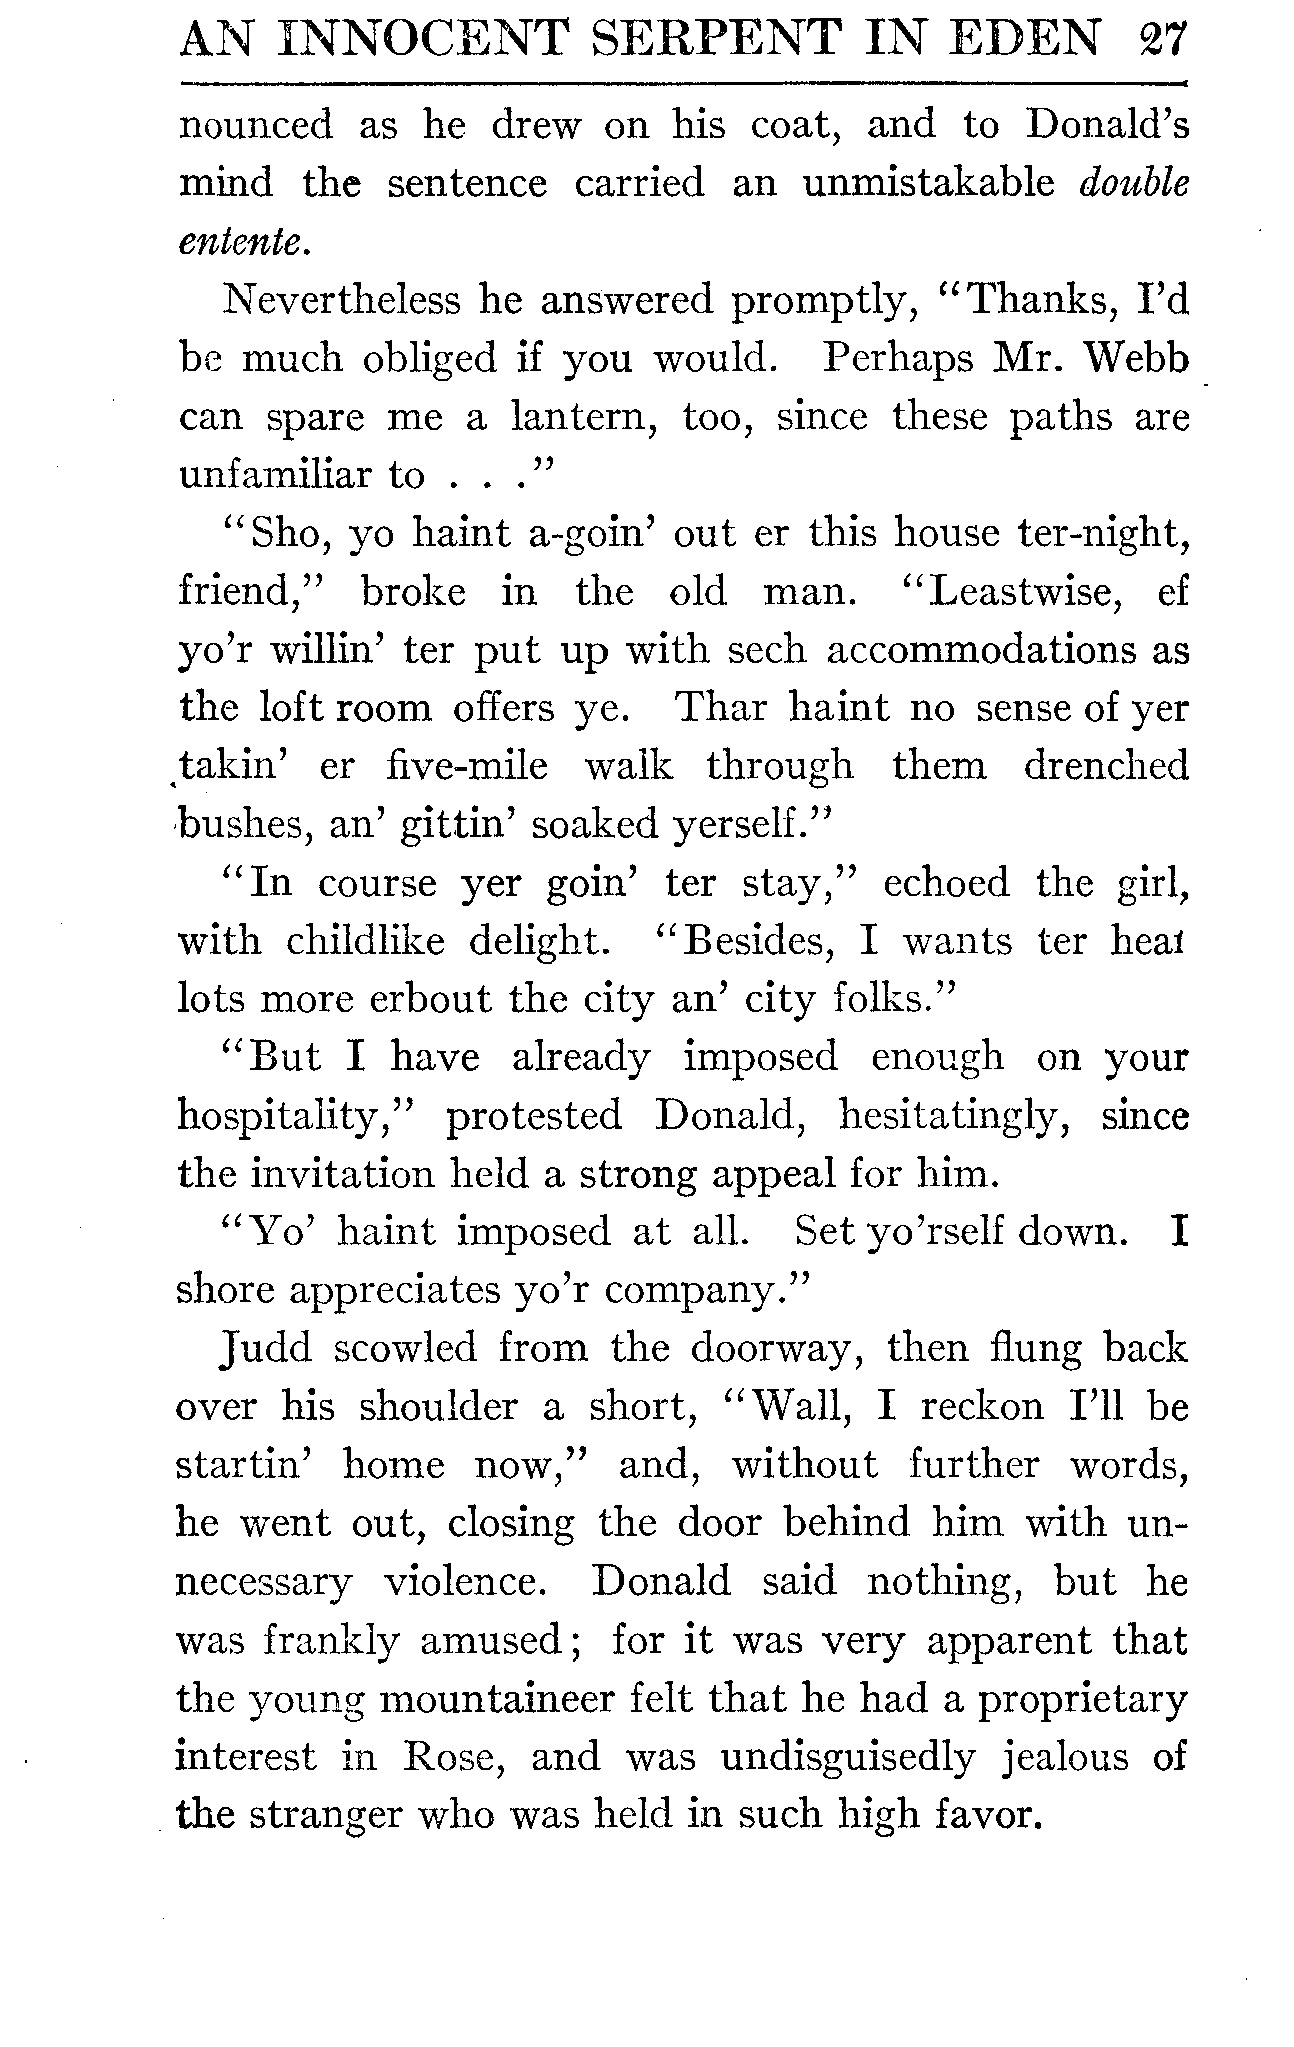 AN INNOCENT SERPENT IN EDEN 27
nounced as he drew on his coat, and to Donald's
mind the sentence carried an unmistakable double
entente.
Nevertheless he answered promptly, "Thanks, I'd
be much obliged if you would. Perhaps Mr. Webb
can spare me a lantern, too, since these paths are
unfamiliar to . . ."
"Sho, yo haint a-goin' out er this house ter-night,
friend," broke in the old man. "Leastwise, ef
yo'r willin' ter put up with sech accommodations as
the loft room offers ye. Thar haint no sense of yer
takin' er five-mile walk through them drenched
bushes, an' gittin' soaked yerself."
"In course yer goin' ter stay," echoed the girl,
with childlike delight. "Besides, I wants ter hear
lots more erbout the city an' city folks."
"But I have already imposed enough on your
hospitality," protested Donald, hesitatingly, since
the invitation held a strong appeal for him.
"Yo' haint imposed at all. Set yo'rself down. I
shore appreciates yo'r company."
Judd scowled from the doorway, then flung back
over his shoulder a short, "Wall, I reckon I'll be
startin' home now," and, without further words,
he went out, closing the door behind him with un-
necessary violence. Donald said nothing, but he
was frankly amused; for it was very apparent that
the young mountaineer felt that he had a proprietary
interest in Rose, and was undisguisedly jealous of
the stranger who was held in such high favor.